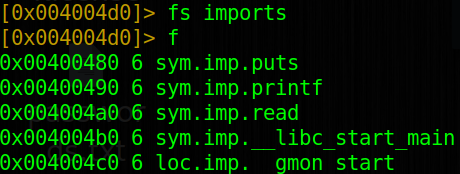 [0x004004d0]> fs imports
[0x004004d0]> f
0x00400480 6 sym.imp.puts
0x00400490 6 sym.imp.printf
0x004004a0 6 sym.imp.read
0x004004b0 6 sym.imp.__libc_start_main
0x004004c0 6 loc.imp.__gmon_start